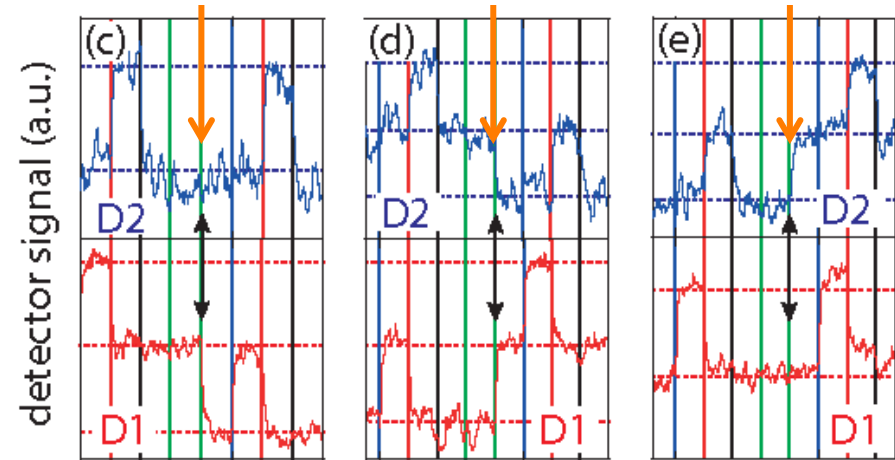 detector signal (a.u.)
(c)
(d)
(e)
D2
D2
D2
D1
D1
D1